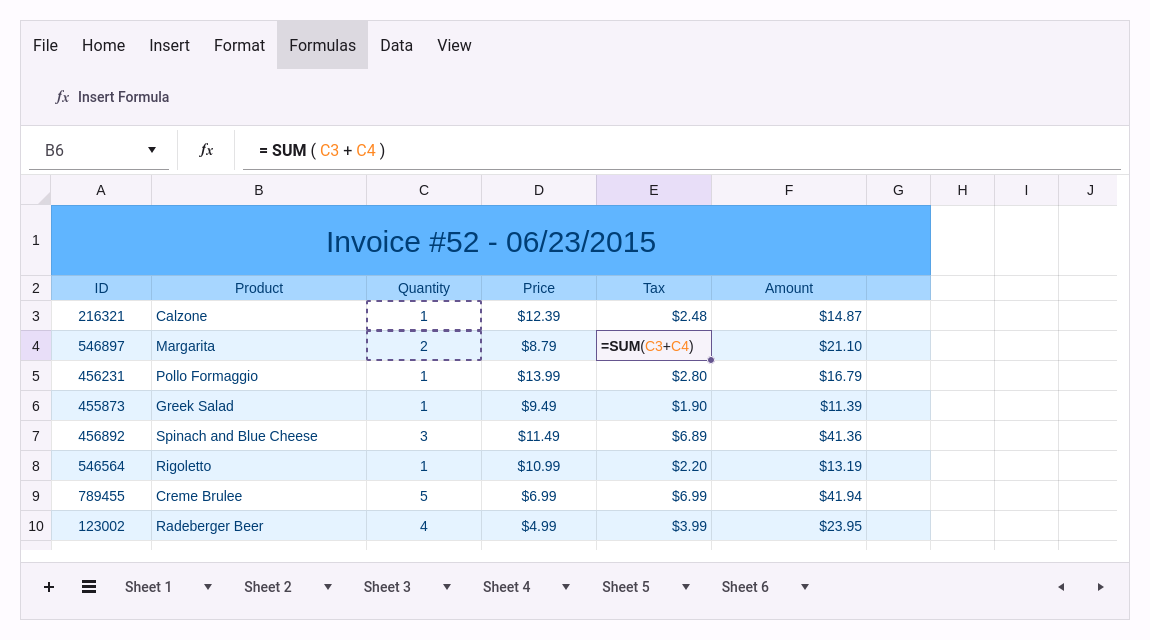 File Home Insert Format Formulas Data View
fx Insert Formula
B6 fx = SUM ( C3 + C4 )
A B C D E F G H I J
1 Invoice #52 - 06/23/2015
2 ID Product Quantity Price Tax Amount
3 216321 Calzone 1 $12.39 $2.48 $14.87
4 546897 Margarita 2 $8.79 =SUM(C3+C4) $21.10
5 456231 Pollo Formaggio 1 $13.99 $2.80 $16.79
6 455873 Greek Salad 1 $9.49 $1.90 $11.39
7 456892 Spinach and Blue Cheese 3 $11.49 $6.89 $41.36
8 546564 Rigoletto 1 $10.99 $2.20 $13.19
9 789455 Creme Brulee 5 $6.99 $6.99 $41.94
10 123002 Radeberger Beer 4 $4.99 $3.99 $23.95
Sheet 1 Sheet 2 Sheet 3 Sheet 4 Sheet 5 Sheet 6